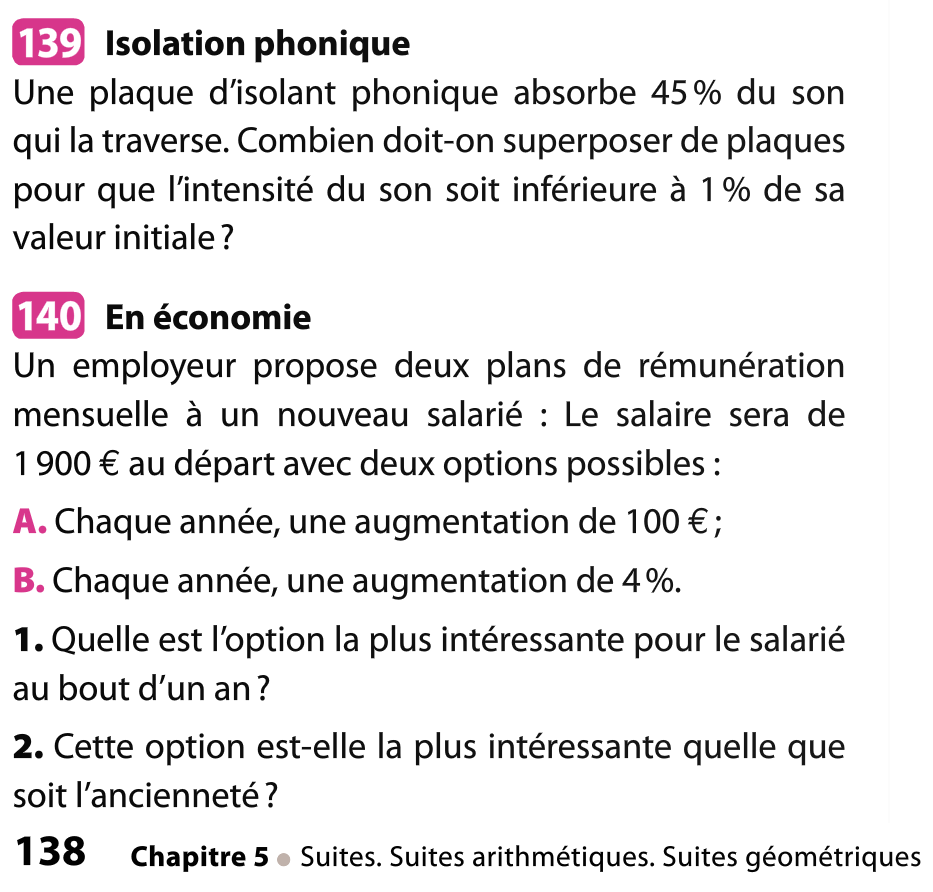 139 Isolation phonique
Une plaque d’isolant phonique absorbe 45 % du son
qui la traverse. Combien doit-on superposer de plaques
pour que l’intensité du son soit inférieure à 1 % de sa
valeur initiale ?
140 En économie
Un employeur propose deux plans de rémunération
mensuelle à un nouveau salarié : Le salaire sera de
1 900 € au départ avec deux options possibles :
A. Chaque année, une augmentation de 100 € ;
B. Chaque année, une augmentation de 4 %.
1. Quelle est l’option la plus intéressante pour le salarié
au bout d’un an ?
2. Cette option est-elle la plus intéressante quelle que
soit l’ancienneté ?
138 Chapitre 5 ● Suites. Suites arithmétiques. Suites géométriques